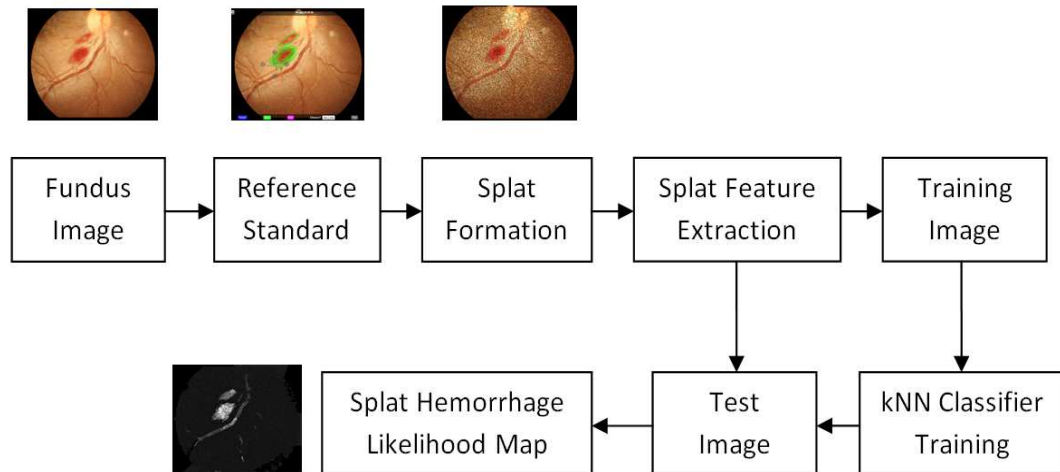 Fundus
Image
Reference
Standard
Splat
Formation
Splat Feature
Extraction
Training
Image
Splat Hemorrhage
Likelihood Map
Test
Image
kNN Classifier
Training